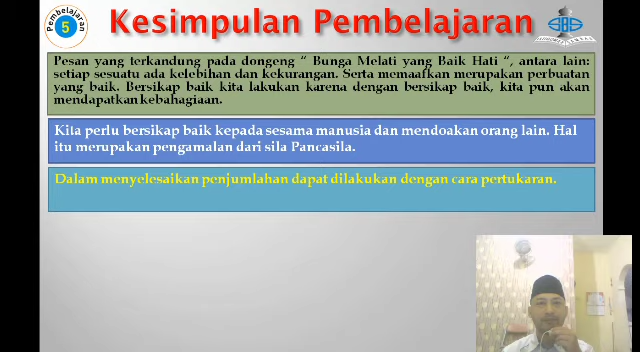 Pembelajaran
5
Kesimpulan Pembelajaran
Pesan yang terkandung pada dongeng “ Bunga Melati yang Baik Hati “, antara lain:
setiap sesuatu ada kelebihan dan kekurangan. Serta memaafkan merupakan perbuatan
yang baik. Bersikap baik kita lakukan karena dengan bersikap baik, kita pun akan
mendapatkan kebahagiaan.
Kita perlu bersikap baik kepada sesama manusia dan mendoakan orang lain. Hal
itu merupakan pengamalan dari sila Pancasila.
Dalam menyelesaikan penjumlahan dapat dilakukan dengan cara pertukaran.